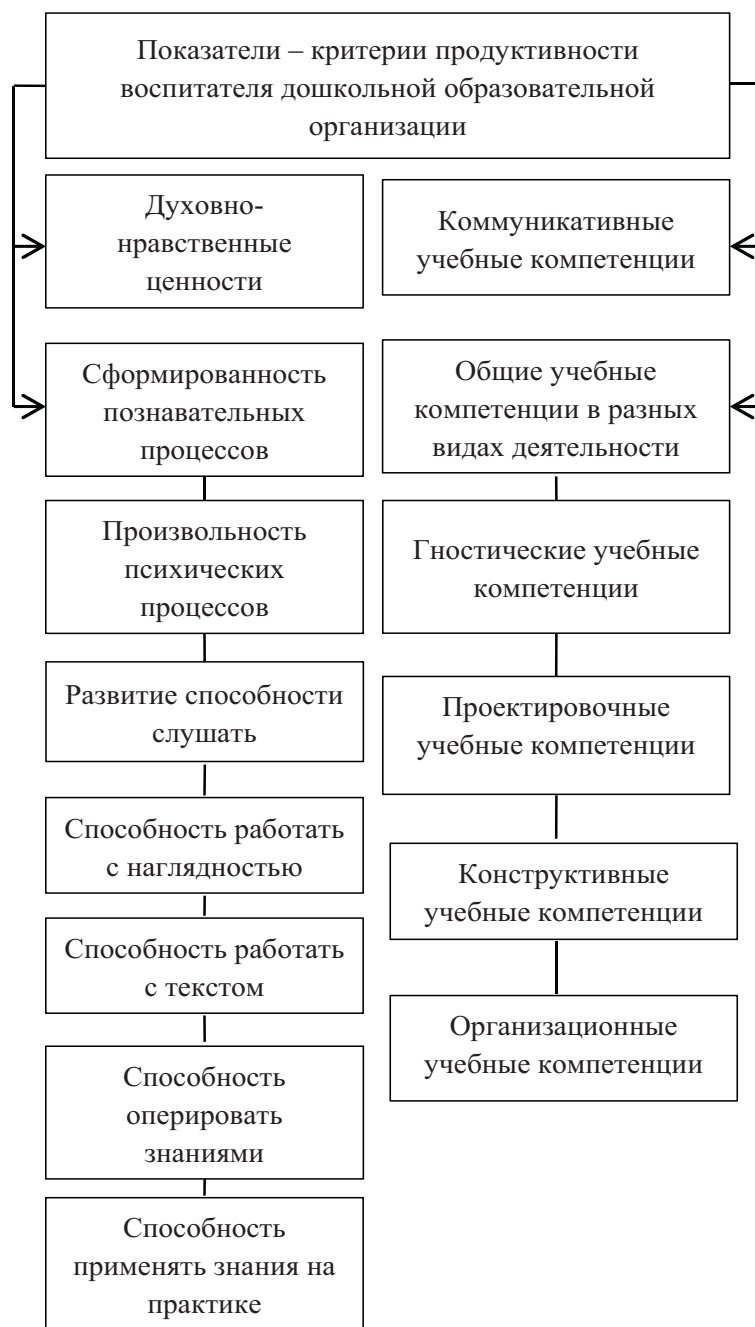 Показатели – критерии продуктивности
воспитателя дошкольной образовательной
организации
Духовно-
нравственные
ценности
Сформированность
познавательных
процессов
Произвольность
психических
процессов
Развитие способности
слушать
Способность работать
с наглядностью
Способность работать
с текстом
Способность
оперировать
знаниями
Способность
применять знания на
практике
Коммуникативные
учебные компетенции
Общие учебные
компетенции в разных
видах деятельности
Гностические учебные
компетенции
Проектировочные
учебные компетенции
Конструктивные
учебные компетенции
Организационные
учебные компетенции